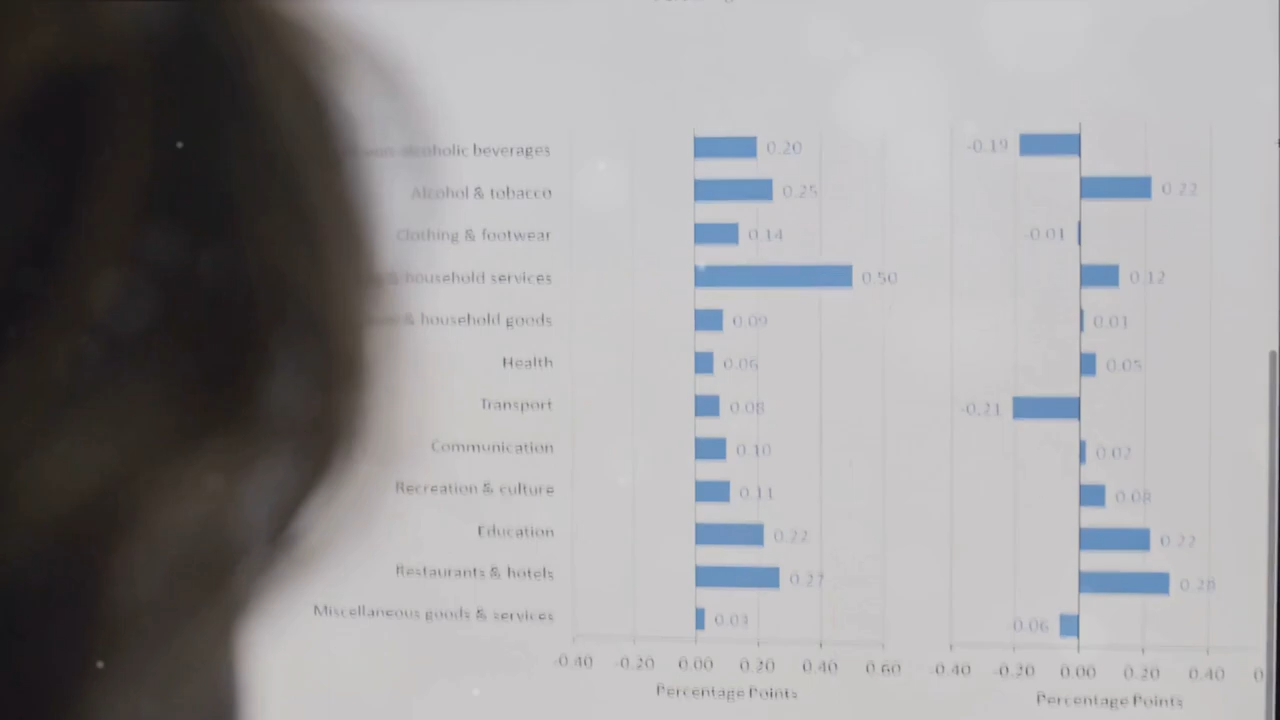 alcoholic beverages 0.20 -0.19
Alcohol & tobacco 0.25 0.22
Clothing & footwear 0.14 -0.01
& household services 0.50 0.12
& household goods 0.09 0.01
Health 0.06 0.05
Transport 0.08 -0.21
Communication 0.10 0.02
Recreation & culture 0.11 0.08
Education 0.22 0.22
Restaurants & hotels 0.27 0.28
Miscellaneous goods & services 0.03 0.06
-0.40 -0.20 0.00 0.20 0.40 0.60 -0.40 -0.20 0.00 0.20 0.40
Percentage Points Percentage Points